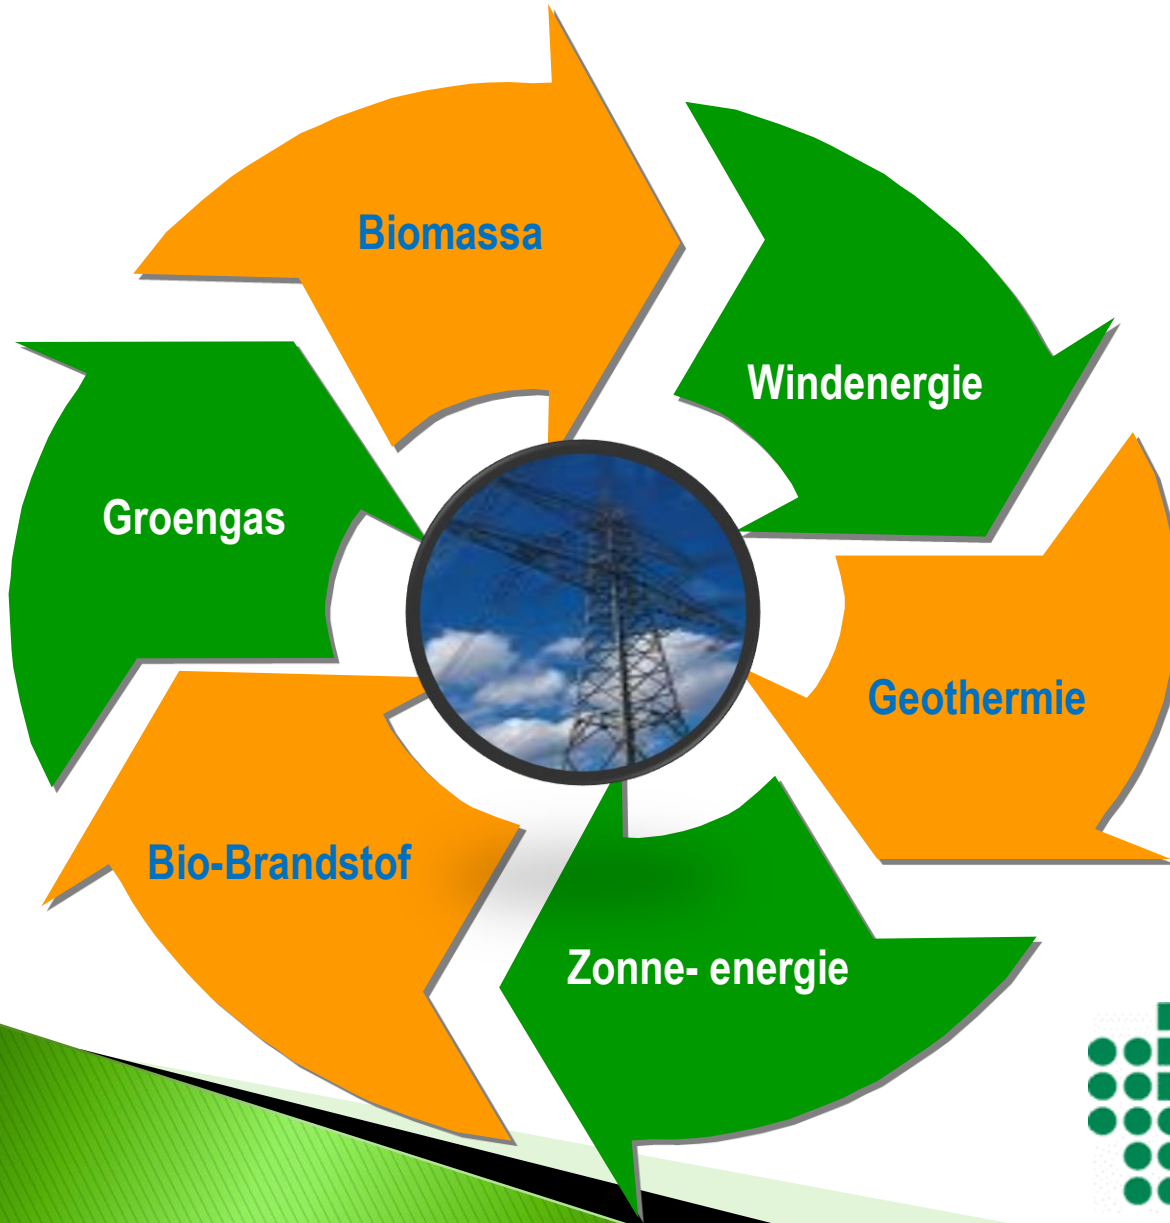 Biomassa
Windenergie
Groengas
Geothermie
Bio-Brandstof
Zonne- energie